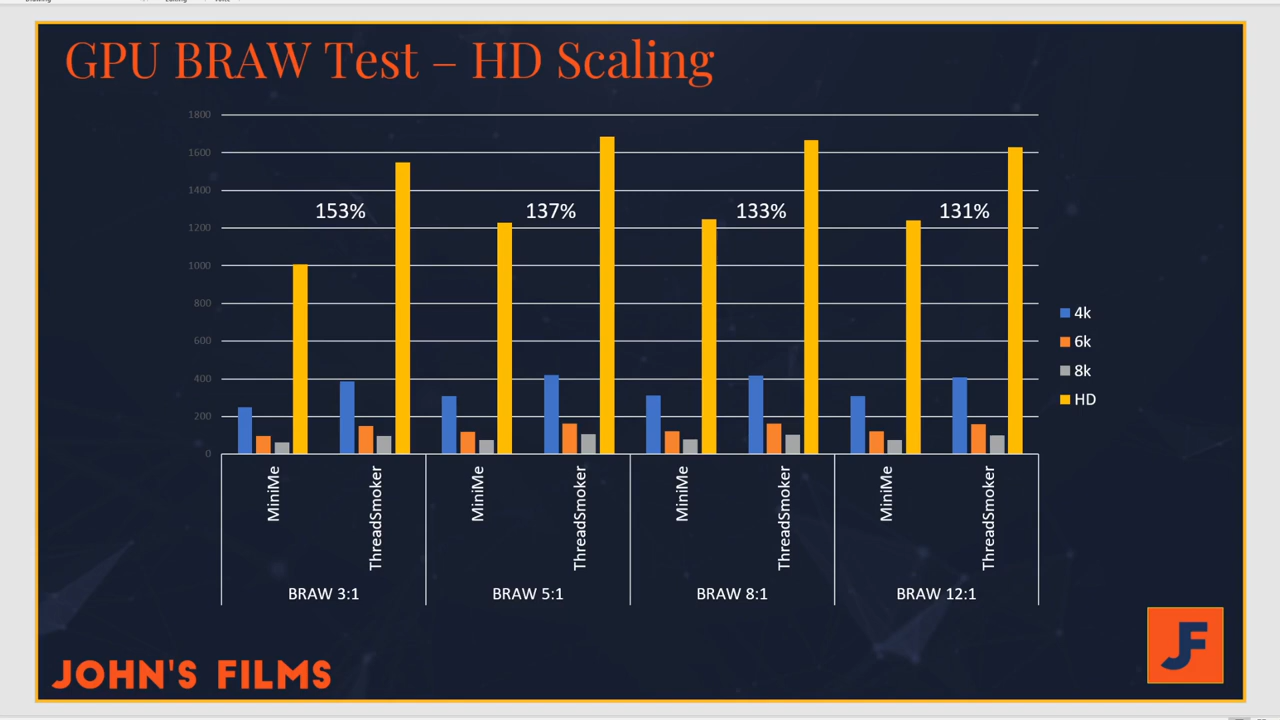 GPU BRAW Test – HD Scaling
1800
1600
1400
1200
1000
800
600
400
200
0
153%
137%
133%
131%
4k
6k
8k
HD
MiniMe
ThreadSmoker
MiniMe
ThreadSmoker
MiniMe
ThreadSmoker
MiniMe
ThreadSmoker
BRAW 3:1
BRAW 5:1
BRAW 8:1
BRAW 12:1
JOHN'S FILMS
JF